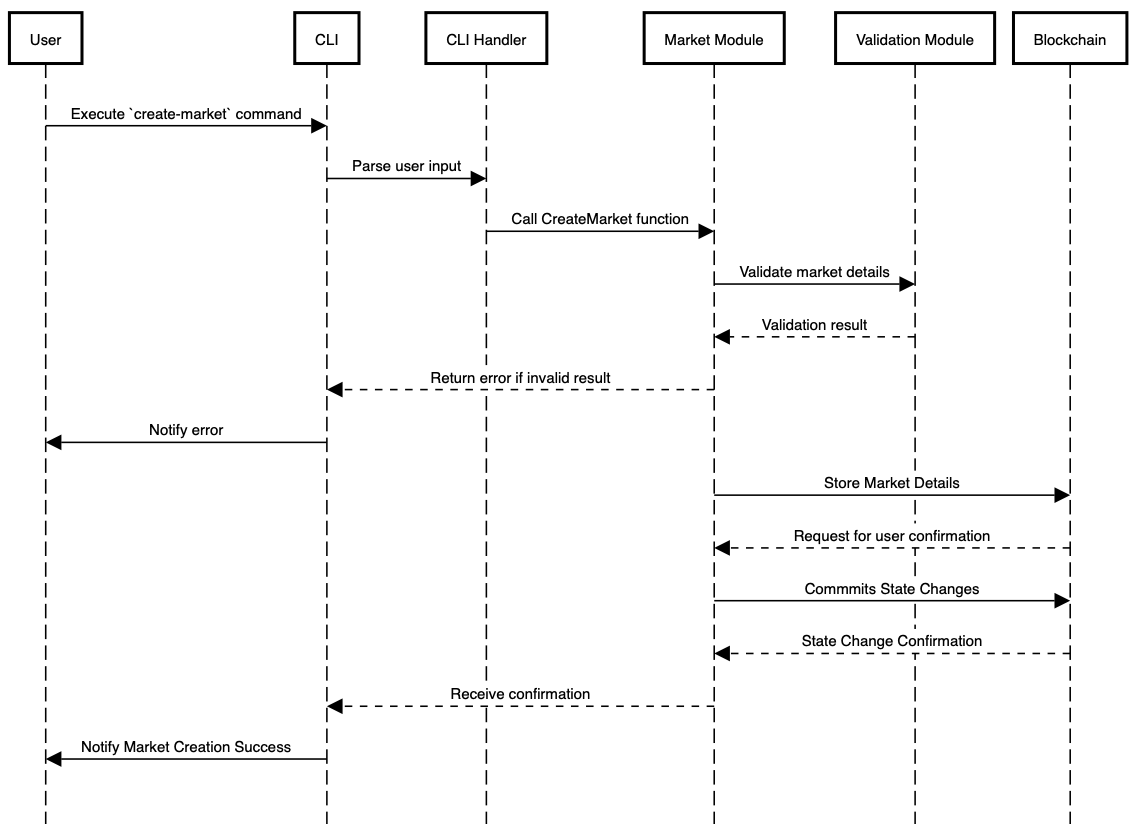 User
CLI
CLI Handler
Market Module
Validation Module
Blockchain
Execute `create-market` command
Parse user input
Call CreateMarket function
Validate market details
Validation result
Return error if invalid result
Notify error
Store Market Details
Request for user confirmation
Commmits State Changes
State Change Confirmation
Receive confirmation
Notify Market Creation Success